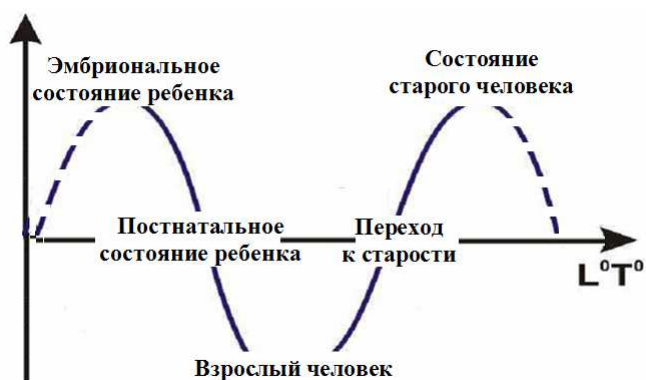 Эмбриональное
состояние ребенка
Состояние
старого человека
Постнатальное
состояние ребенка
Переход
к старости
L⁰T⁰
Взрослый человек